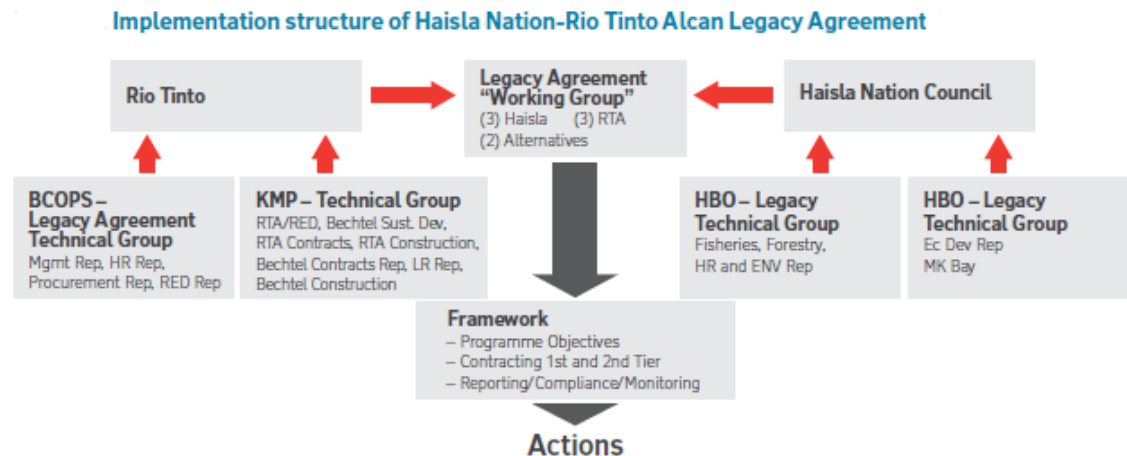 Implementation structure of Haisla Nation-Rio Tinto Alcan Legacy Agreement
Rio Tinto
Legacy Agreement
“Working Group”
(3) Haisla (3) RTA
(2) Alternatives
Haisla Nation Council
BCOPS –
Legacy Agreement
Technical Group
Mgmt Rep, HR Rep,
Procurement Rep, RED Rep
KMP – Technical Group
RTA/RED, Bechtel Sust. Dev,
RTA Contracts, RTA Construction,
Bechtel Contracts Rep, LR Rep,
Bechtel Construction
HBO – Legacy
Technical Group
Fisheries, Forestry,
HR and ENV Rep
HBO – Legacy
Technical Group
Ec Dev Rep
MK Bay
Framework
– Programme Objectives
– Contracting 1st and 2nd Tier
– Reporting/Compliance/Monitoring
Actions